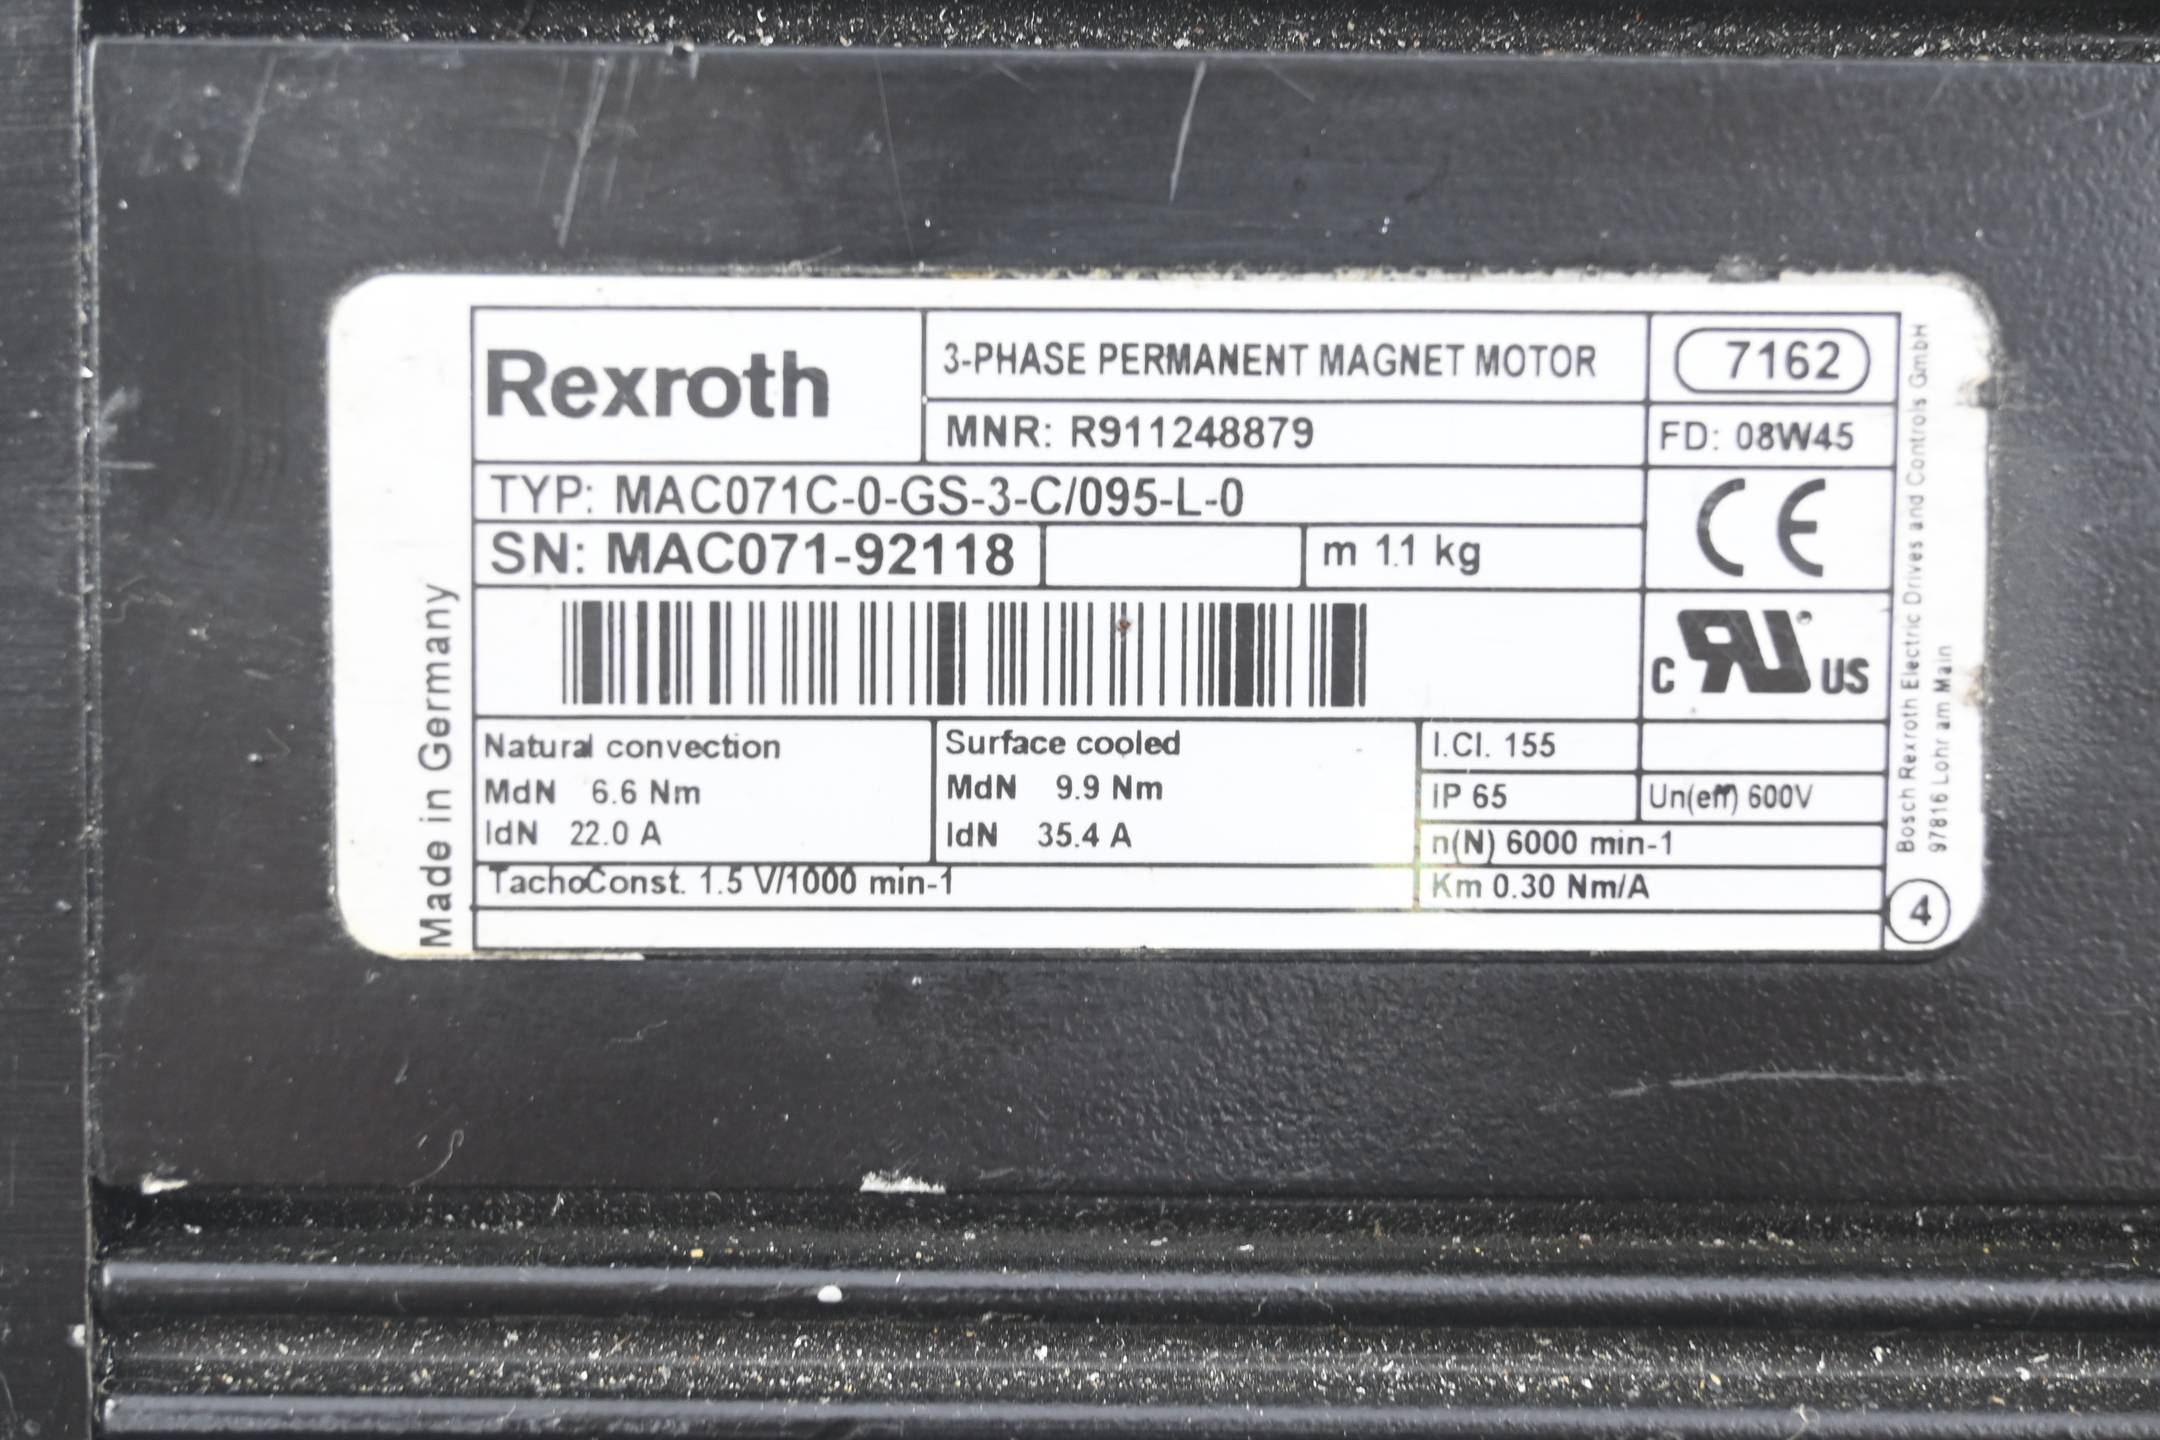 Rexroth
3-PHASE PERMANENT MAGNET MOTOR
7162
MNR: R911248879
FD: 08W45
TYP: MAC071C-0-GS-3-C/095-L-0
CE
SN: MAC071-92118
m 11 kg
c RU US
Natural convection
MdN 6.6 Nm
IdN 22.0 A
Surface cooled
MdN 9.9 Nm
IdN 35.4 A
I.Cl. 155
IP 65
Un(eff) 600V
n(N) 6000 min-1
TachoConst. 1.5 V/1000 min-1
Km 0.30 Nm/A
4
Made in Germany
Bosch Rexroth Electric Drives and Controls GmbH
97816 Lohr am Main